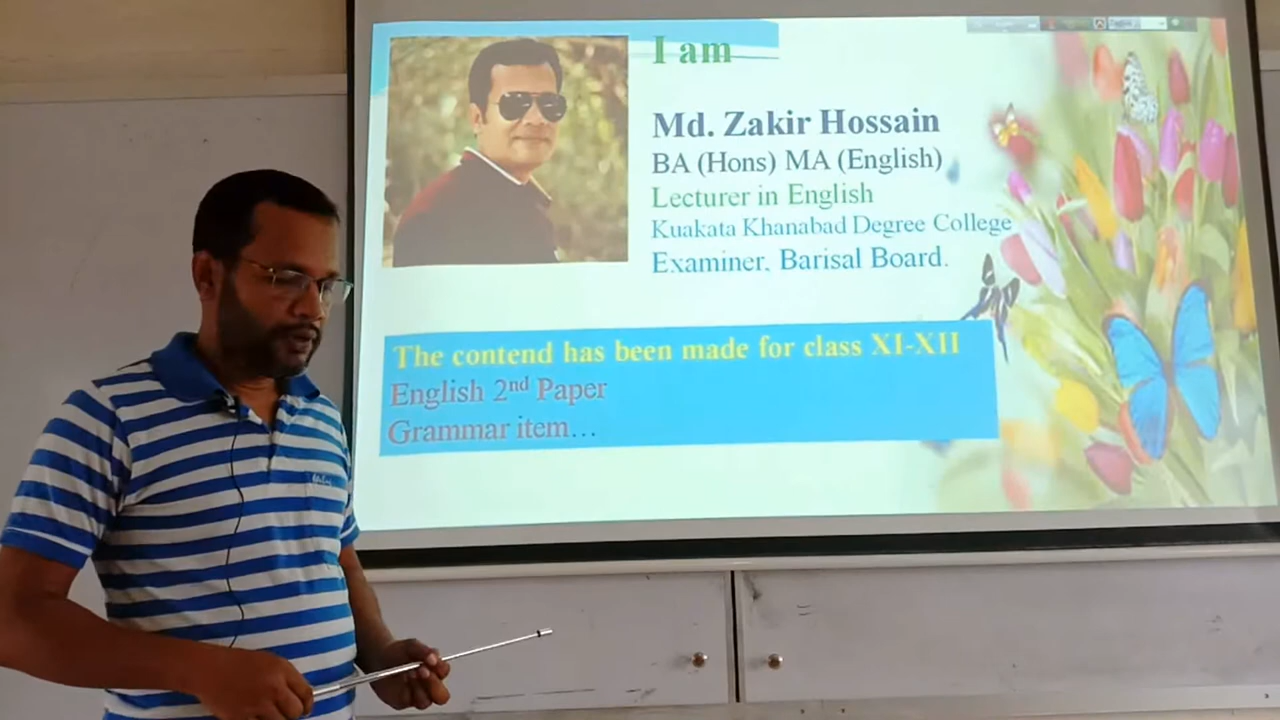 I am
Md. Zakir Hossain
BA (Hons) MA (English)
Lecturer in English
Kuakata Khanabad Degree College
Examiner, Barisal Board.
The contend has been made for class XI-XII
English 2nd Paper
Grammar item...